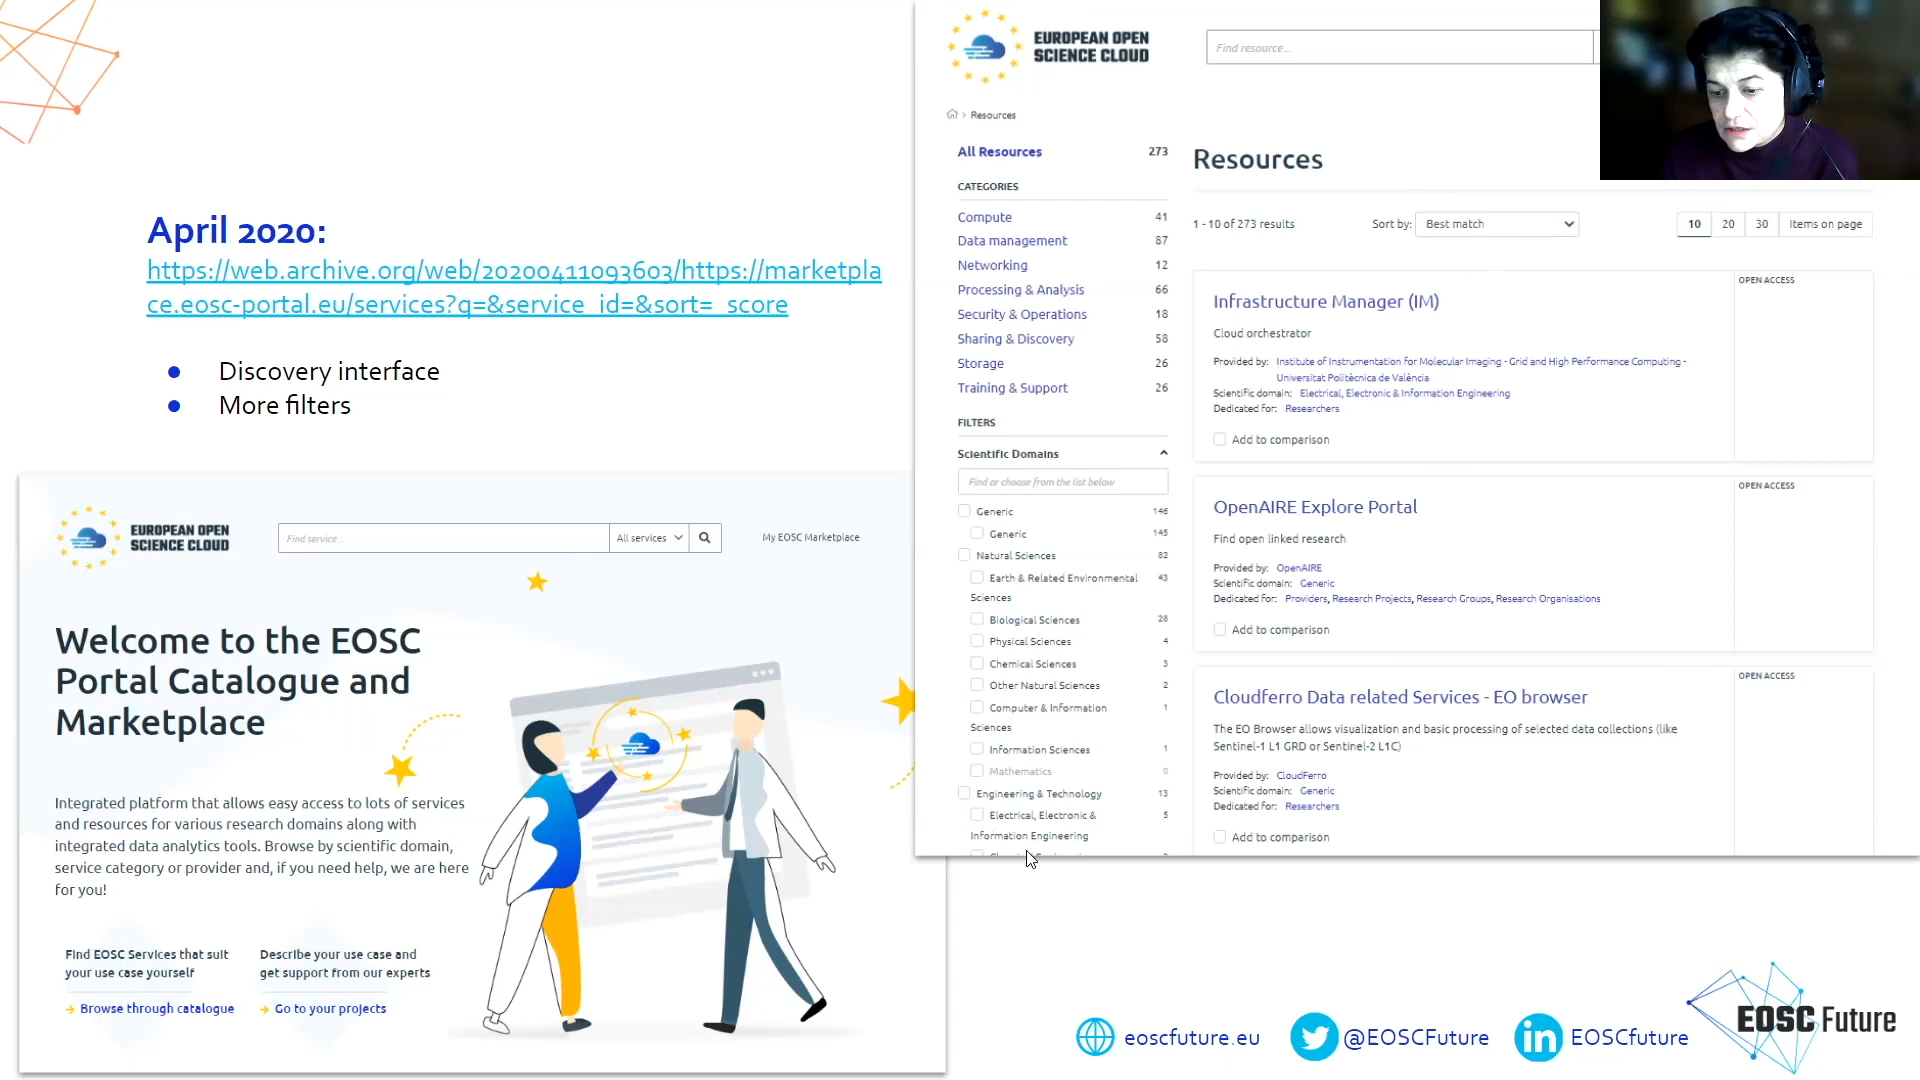 April 2020:
https://web.archive.org/web/20200411093603/https://marketpla
ce.eosc-portal.eu/services?q=&service_id=&sort=_score
Discovery interface
More filters
EUROPEAN OPEN
SCIENCE CLOUD
Find service...
All services
My EOSC Marketplace
Welcome to the EOSC
Portal Catalogue and
Marketplace
Integrated platform that allows easy access to lots of services
and resources for various research domains along with
integrated data analytics tools. Browse by scientific domain,
service category or provider and, if you need help, we are here
for you!
Find EOSC Services that suit
your use case yourself
Browse through catalogue
Describe your use case and
get support from our experts
Go to your projects
EUROPEAN OPEN
SCIENCE CLOUD
Find resource...
Resources
All Resources 273
CATEGORIES
Compute 41
Data management 87
Networking 12
Processing & Analysis 66
Security & Operations 18
Sharing & Discovery 58
Storage 26
Training & Support 26
FILTERS
Scientific Domains
Find or choose from the list below
Generic 146
Generic 145
Natural Sciences 82
Earth & Related Environmental 43
Sciences
Biological Sciences 28
Physical Sciences 4
Chemical Sciences 3
Other Natural Sciences 2
Computer & Information 1
Sciences
Information Sciences 1
Mathematics 0
Engineering & Technology 13
Electrical, Electronic & 5
Information Engineering
Resources
1 - 10 of 273 results
Sort by: Best match
10 20 30 Items on page
Infrastructure Manager (IM)
OPEN ACCESS
Cloud orchestrator
Provided by: Institute of Instrumentation for Molecular Imaging - Grid and High Performance Computing -
Universitat Politècnica de València
Scientific domain: Electrical, Electronic & Information Engineering
Dedicated for: Researchers
Add to comparison
OpenAIRE Explore Portal
OPEN ACCESS
Find open linked research
Provided by: OpenAIRE
Scientific domain: Generic
Dedicated for: Providers, Research Projects, Research Groups, Research Organisations
Add to comparison
Cloudferro Data related Services - EO browser
OPEN ACCESS
The EO Browser allows visualization and basic processing of selected data collections (like
Sentinel-1 L1 GRD or Sentinel-2 L1C)
Provided by: CloudFerro
Scientific domain: Generic
Dedicated for: Researchers
Add to comparison
eoscfuture.eu
@EOSCFuture
in EOSCfuture
EOSC Future